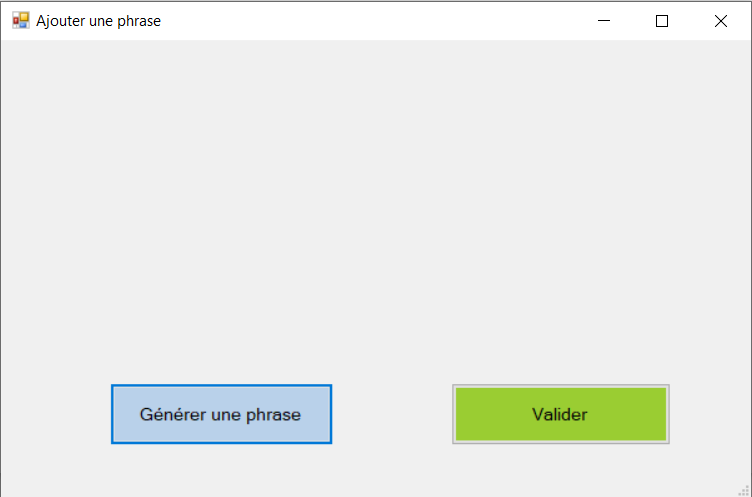 Ajouter une phrase
Générer une phrase
Valider